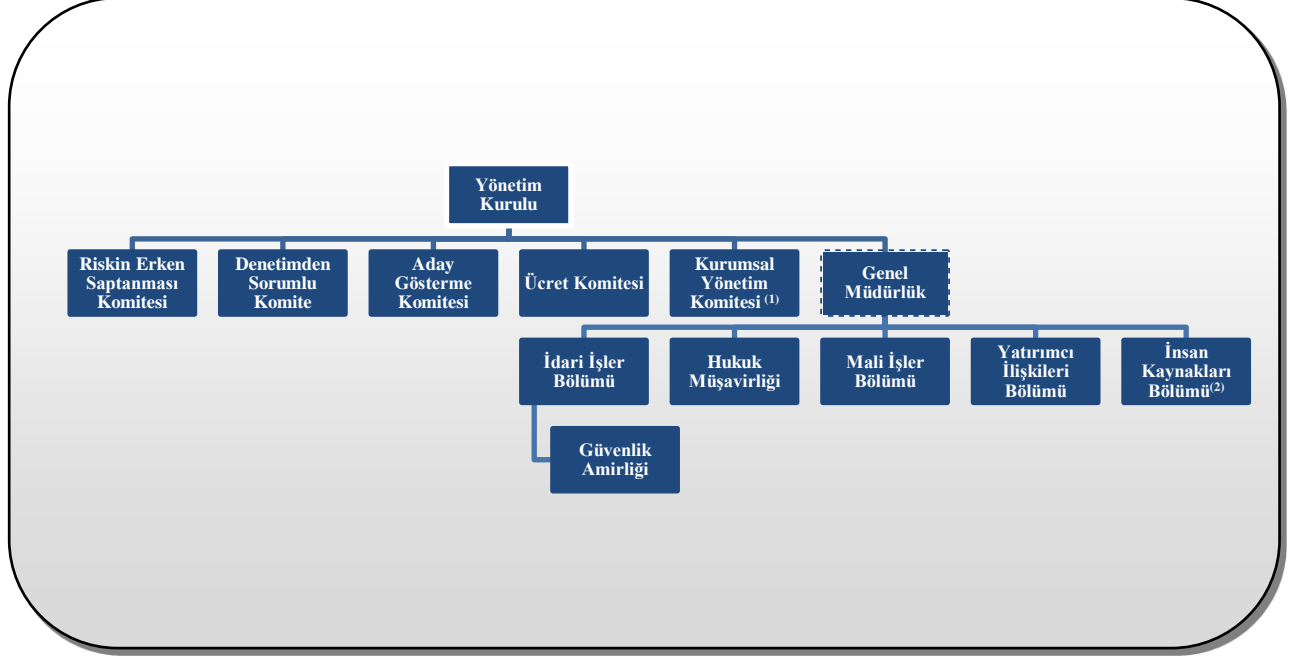 Yönetim
Kurulu
Riskin Erken
Saptanması
Komitesi
Denetimden
Sorumlu
Komite
Aday
Gösterme
Komitesi
Ücret Komitesi
Kurumsal
Yönetim
Komitesi (1)
Genel
Müdürlük
İdari İşler
Bölümü
Hukuk
Müşavirliği
Mali İşler
Bölümü
Yatırımcı
İlişkileri
Bölümü
İnsan
Kaynakları
Bölümü(2)
Güvenlik
Amirliği